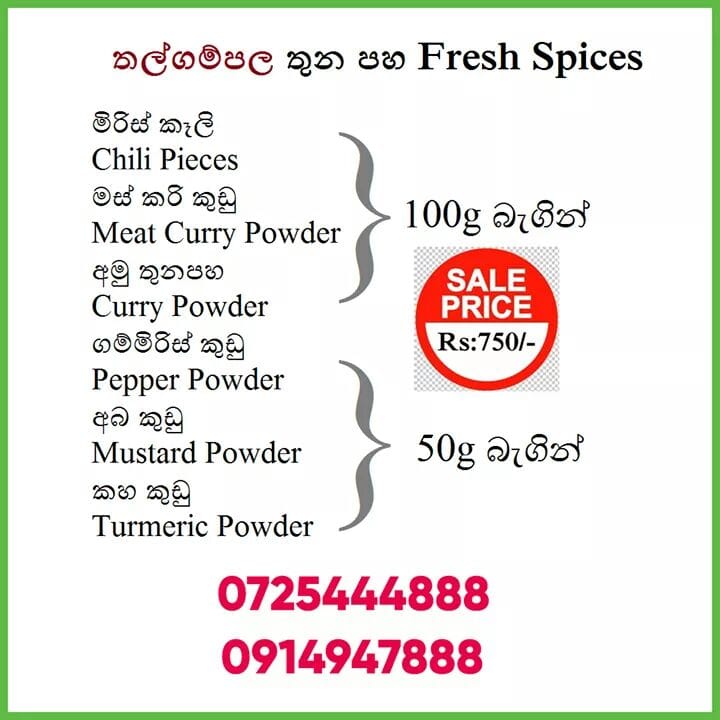 තල්ගම්පල තුන පහ Fresh Spices
මිරිස් කෑලි
Chili Pieces
මස් කරි කුඩු
Meat Curry Powder
අමු තුනපහ
Curry Powder
ගම්මිරිස් කුඩු
Pepper Powder
අබ කුඩු
Mustard Powder
කහ කුඩු
Turmeric Powder
100g බැගින්
SALE
PRICE
Rs:750/-
50g බැගින්
0725444888
0914947888